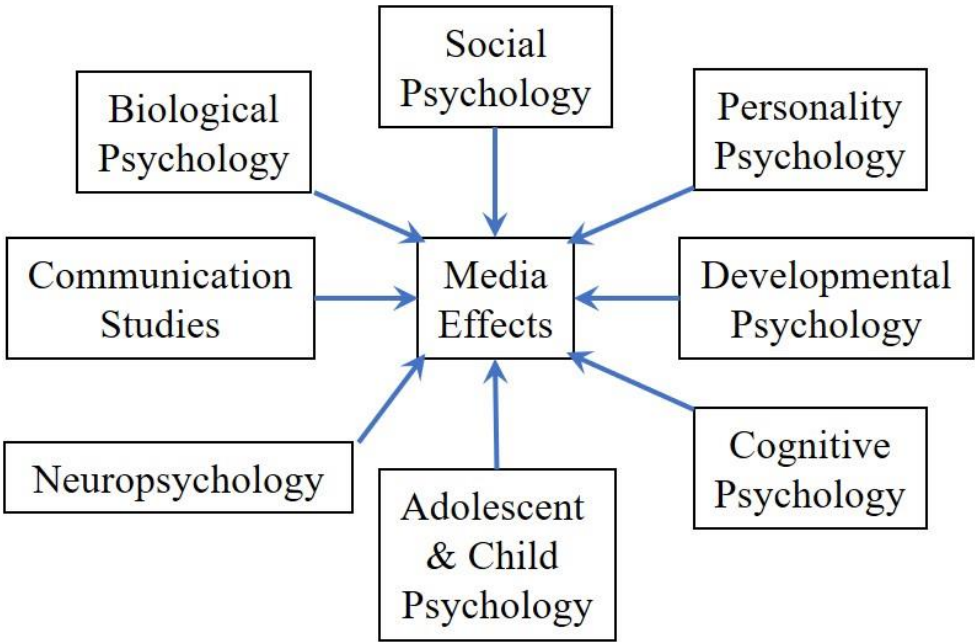 Social
Psychology
Biological
Psychology
Personality
Psychology
Communication
Studies
Media
Effects
Developmental
Psychology
Neuropsychology
Adolescent
& Child
Psychology
Cognitive
Psychology